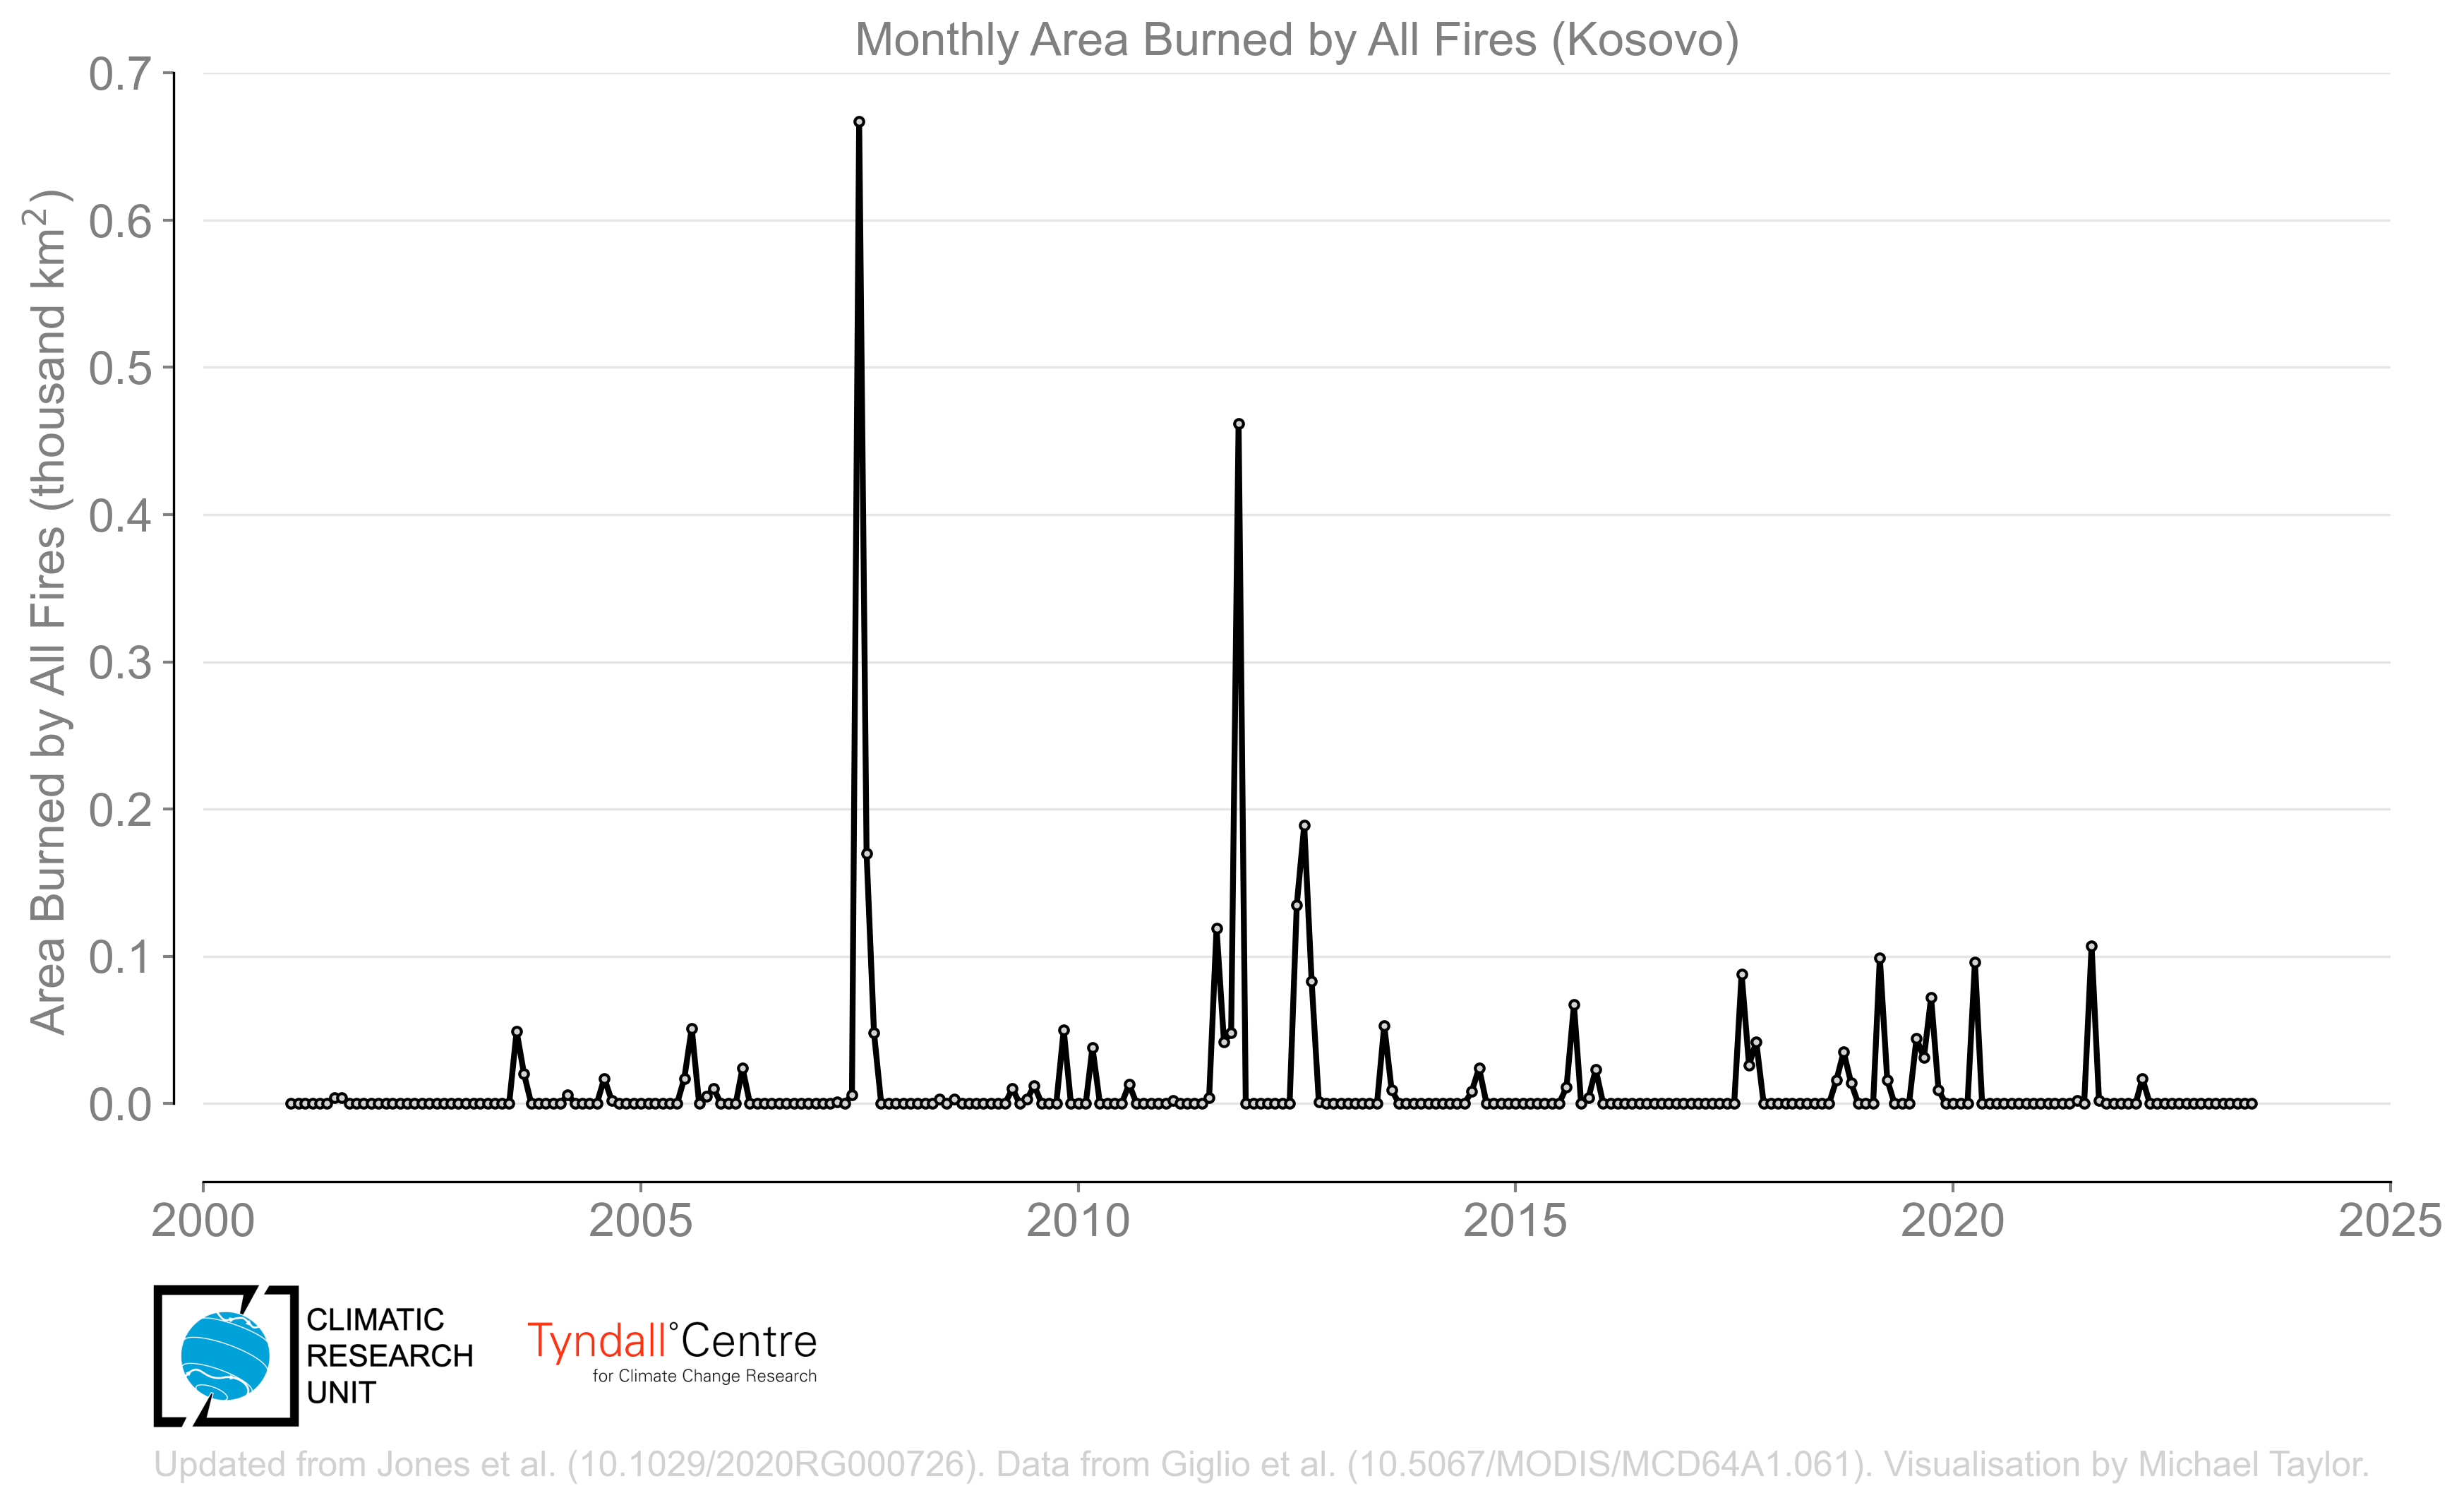 Monthly Area Burned by All Fires (Kosovo)
Area Burned by All Fires (thousand km²)
0.7
0.6
0.5
0.4
0.3
0.2
0.1
0.0
2000 2005 2010 2015 2020 2025
CLIMATIC
RESEARCH
UNIT
Tyndall°Centre
for Climate Change Research
Updated from Jones et al. (10.1029/2020RG000726). Data from Giglio et al. (10.5067/MODIS/MCD64A1.061). Visualisation by Michael Taylor.